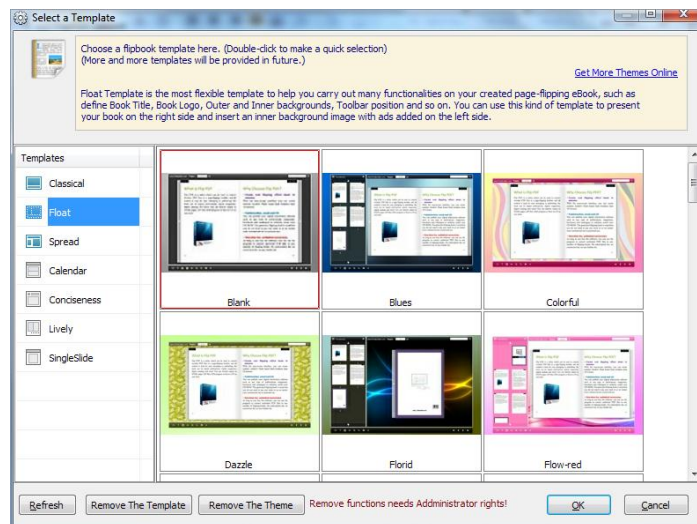 Select a Template
Choose a flipbook template here. (Double-click to make a quick selection)
(More and more templates will be provided in future.)
Get More Themes Online
Float Template is the most flexible template to help you carry out many functionalities on your created page-flipping eBook, such as
define Book Title, Book Logo, Outer and Inner backgrounds, Toolbar position and so on. You can use this kind of template to present
your book on the right side and insert an inner background image with ads added on the left side.
Templates
Classical
Float
Spread
Calendar
Conciseness
Lively
SingleSlide
Blank
Blues
Colorful
Dazzle
Florid
Flow-red
Refresh
Remove The Template
Remove The Theme
Remove functions needs Addministrator rights!
OK
Cancel